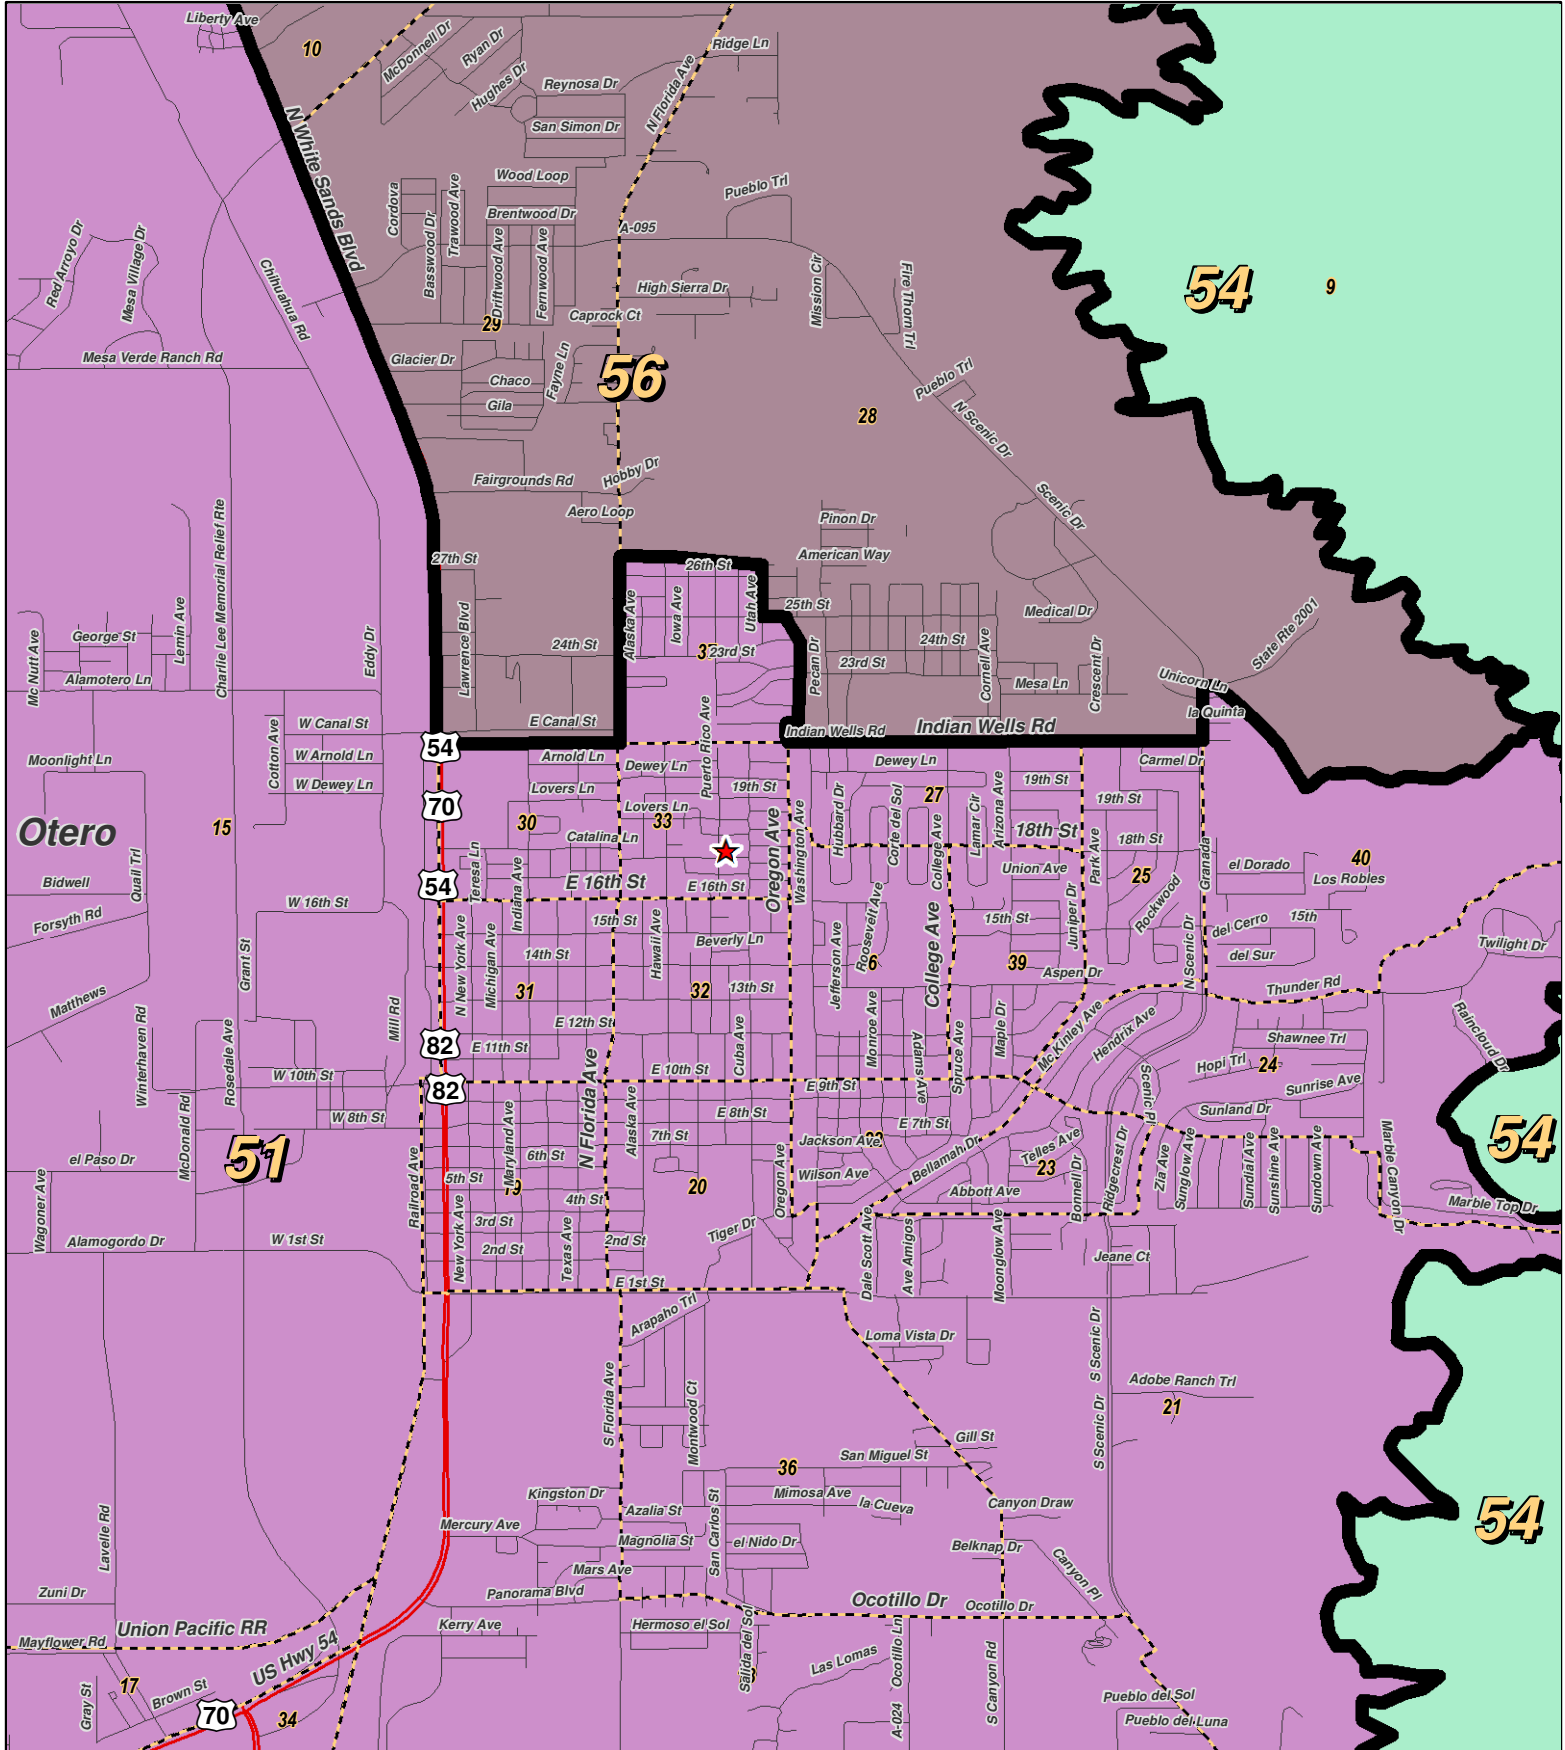 Liberty Ave
10
McDonnell Dr
Ryan Dr
Hughes Dr
Reynosa Dr
San Simon Dr
N Florida Ave
Ridge Ln
N White Sands Blvd
Wood Loop
Brentwood Dr
Cordova
Basswood Dr
Trawood Ave
Driftwood Ave
Fernwood Ave
A-095
Pueblo Trl
Red Arroyo Dr
Mesa Village Dr
Chihuahua Rd
High Sierra Dr
Mission Cir
Fire Thorn Trl
54
9
Caprock Ct
29
Mesa Verde Ranch Rd
Glacier Dr
Chaco
Gila
Fayne Ln
56
28
Pueblo Trl
N Scenic Dr
Fairgrounds Rd
Hobby Dr
Aero Loop
Scenic Dr
Pinon Dr
American Way
27th St
26th St
Charlie Lee Memorial Relief Rte
Mc Nutt Ave
George St
Lemin Ave
Alamotero Ln
Eddy Dr
Lawrence Blvd
24th St
Alaska Ave
Iowa Ave
Utah Ave
25th St
23rd St
Pecan Dr
24th St
23rd St
Cornell Ave
Medical Dr
Mesa Ln
Crescent Dr
State Rte 2001
Unicorn Ln
la Quinta
W Canal St
E Canal St
Puerto Rico Ave
Indian Wells Rd
Indian Wells Rd
54
Moonlight Ln
Cotton Ave
W Arnold Ln
W Dewey Ln
Arnold Ln
Dewey Ln
Dewey Ln
Carmel Dr
70
Lovers Ln
Lovers Ln
19th St
19th St
19th St
27
Otero
15
30
33
Catalina Ln
Oregon Ave
Washington Ave
Hubbard Dr
Corte del Sol
College Ave
Lamar Cir
Arizona Ave
18th St
18th St
Park Ave
Granada
el Dorado
40
Quail Trl
Bidwell
54
Teresa Ln
Indiana Ave
E 16th St
E 16th St
Union Ave
25
Los Robles
Forsyth Rd
W 16th St
Rockwood
15th St
Hawaii Ave
Beverly Ln
Roosevelt Ave
College Ave
15th St
Juniper Dr
N Scenic Dr
del Cerro
15th
del Sur
Twilight Dr
Grant St
N New York Ave
Michigan Ave
14th St
Jefferson Ave
39
Aspen Dr
Matthews
31
32
13th St
Thunder Rd
Winterhaven Rd
Rosedale Ave
Mill Rd
82
E 12th St
E 11th St
Cuba Ave
Monroe Ave
Adams Ave
Spruce Ave
Maple Dr
Mc Kinley Ave
Hendrix Ave
Shawnee Trl
Raincloud Dr
Hopi Trl
24
W 10th St
E 10th St
E 9th St
Sunrise Ave
82
Scenic Pl
Sunland Dr
McDonald Rd
W 8th St
Maryland Ave
N Florida Ave
Alaska Ave
E 8th St
7th St
E 7th St
Jackson Ave
Bellamah Dr
Telles Ave
23
54
51
el Paso Dr
6th St
5th St
Wilson Ave
Abbott Ave
Bonnell Dr
Ridgecrest Dr
Zia Ave
Sunglow Ave
Sundial Ave
Sunshine Ave
Sundown Ave
Marble Canyon Dr
Marble Top Dr
Wagoner Ave
Railroad Ave
4th St
20
Oregon Ave
3rd St
Tiger Dr
Alamogordo Dr
W 1st St
New York Ave
2nd St
Texas Ave
2nd St
Dale Scott Ave
Ave Amigos
Moonglow Ave
Jeane Ct
E 1st St
Arapaho Trl
Loma Vista Dr
S Scenic Dr
Adobe Ranch Trl
21
S Florida Ave
Montwood Ct
S Scenic Dr
Gill St
San Miguel St
36
Kingston Dr
Mimosa Ave
la Cueva
Canyon Draw
54
Lavelle Rd
Mercury Ave
Azalia St
San Carlos St
Magnolia St
el Nido Dr
Belknap Dr
Canyon Pl
Mars Ave
Zuni Dr
Panorama Blvd
Ocotillo Dr
Ocotillo Dr
Union Pacific RR
Kerry Ave
Hermoso el Sol
Salida del Sol
Mayflower Rd
US Hwy 54
Las Lomas
Ocotillo Ln
S Canyon Rd
17
Gray St
Brown St
70
34
A-024
Pueblo del Sol
Pueblo del Luna